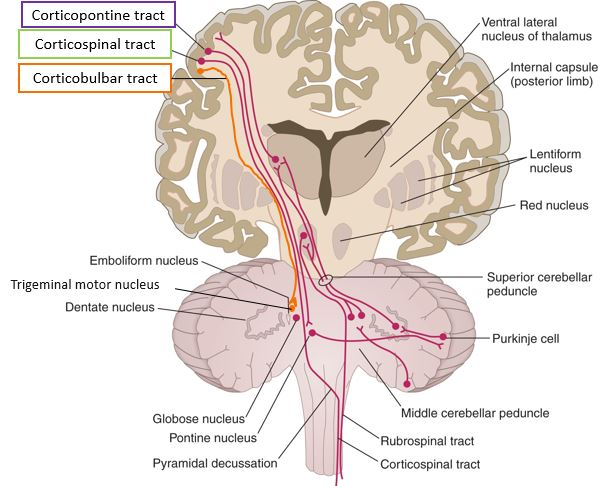 Corticopontine tract
Corticospinal tract
Corticobulbar tract
Ventral lateral
nucleus of thalamus
Internal capsule
(posterior limb)
Lentiform
nucleus
Red nucleus
Emboliform nucleus
Trigeminal motor nucleus
Dentate nucleus
Superior cerebellar
peduncle
Purkinje cell
Globose nucleus
Pontine nucleus
Pyramidal decussation
Middle cerebellar peduncle
Rubrospinal tract
Corticospinal tract